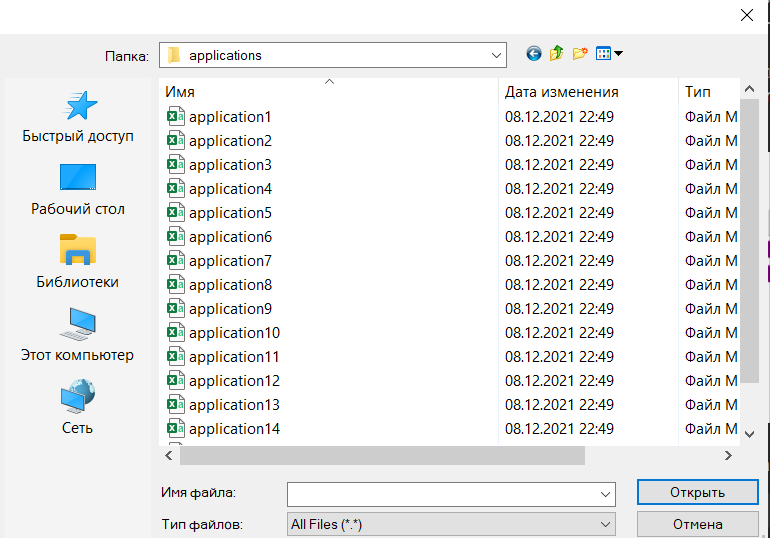 Папка: applications
Имя Дата изменения Тип
application1 08.12.2021 22:49 Файл M
application2 08.12.2021 22:49 Файл M
application3 08.12.2021 22:49 Файл M
application4 08.12.2021 22:49 Файл M
application5 08.12.2021 22:49 Файл M
application6 08.12.2021 22:49 Файл M
application7 08.12.2021 22:49 Файл M
application8 08.12.2021 22:49 Файл M
application9 08.12.2021 22:49 Файл M
application10 08.12.2021 22:49 Файл M
application11 08.12.2021 22:49 Файл M
application12 08.12.2021 22:49 Файл M
application13 08.12.2021 22:49 Файл M
application14 08.12.2021 22:49 Файл M
Быстрый доступ
Рабочий стол
Библиотеки
Этот компьютер
Сеть
Имя файла: Открыть
Тип файлов: All Files (*.*) Отмена